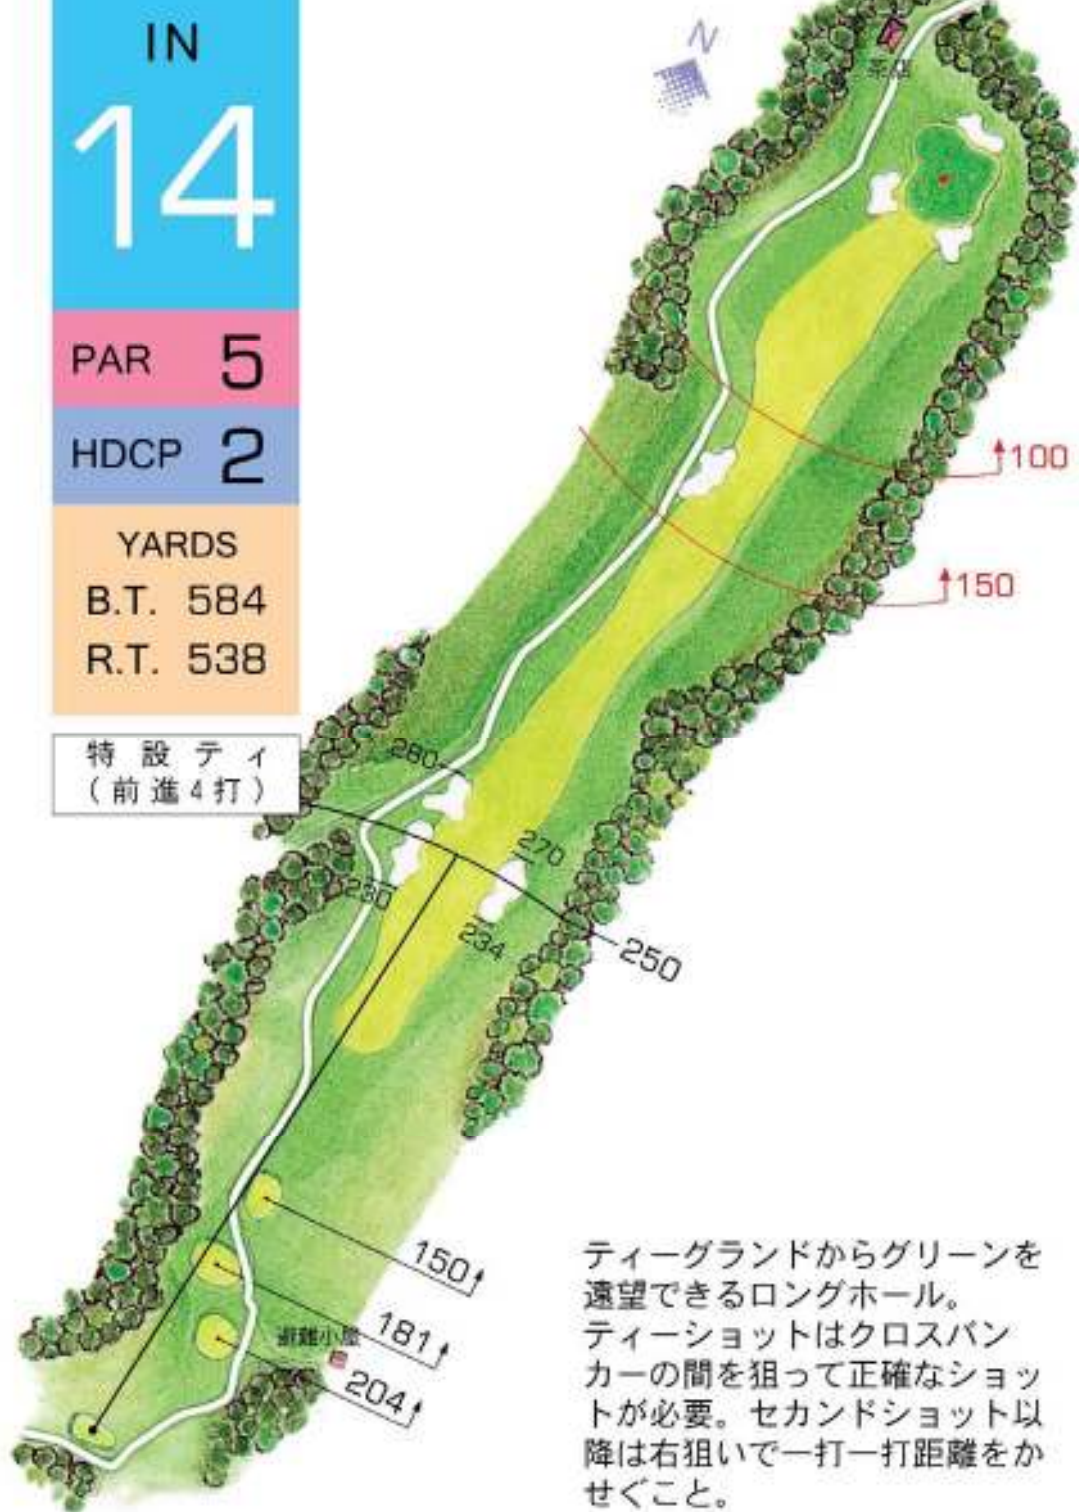 IN
14
PAR 5
HDCP 2
YARDS
B.T. 584
R.T. 538
特設ティ
(前進4打)
N
茶店
↑100
↑150
280
270
230
234
250
150↑
181↑
避難小屋
204↑
ティーグランドからグリーンを
遠望できるロングホール。
ティーショットはクロスバン
カーの間を狙って正確なショッ
トが必要。セカンドショット以
降は右狙いで一打一打距離をか
せぐこと。